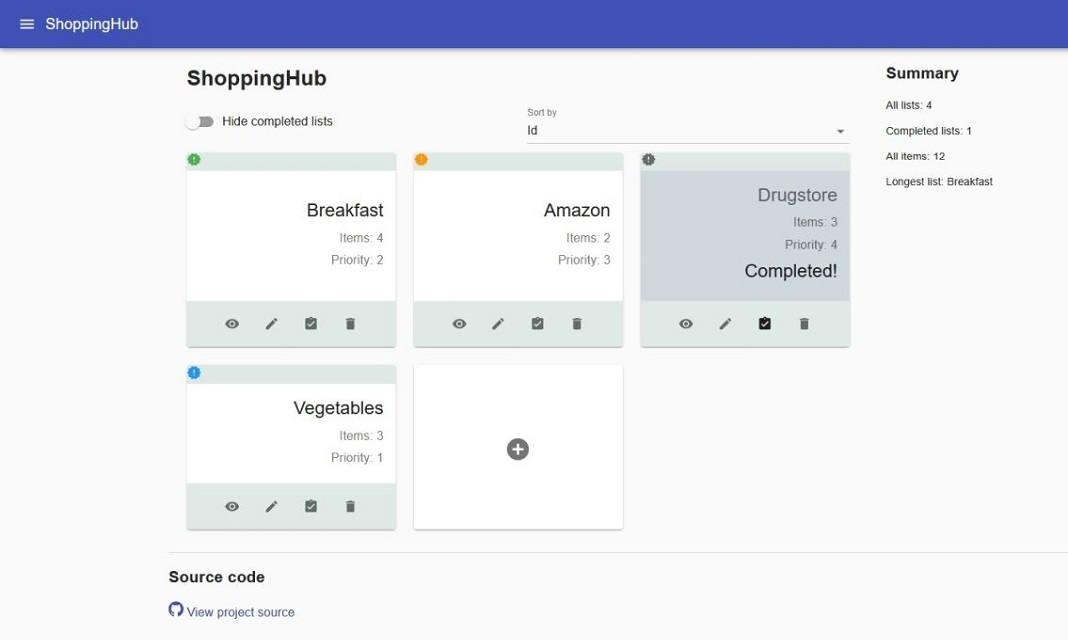 ShoppingHub
ShoppingHub
Hide completed lists
Sort by
Id
Breakfast
Items: 4
Priority: 2
Amazon
Items: 2
Priority: 3
Drugstore
Items: 3
Priority: 4
Completed!
Vegetables
Items: 3
Priority: 1
Summary
All lists: 4
Completed lists: 1
All items: 12
Longest list: Breakfast
Source code
View project source